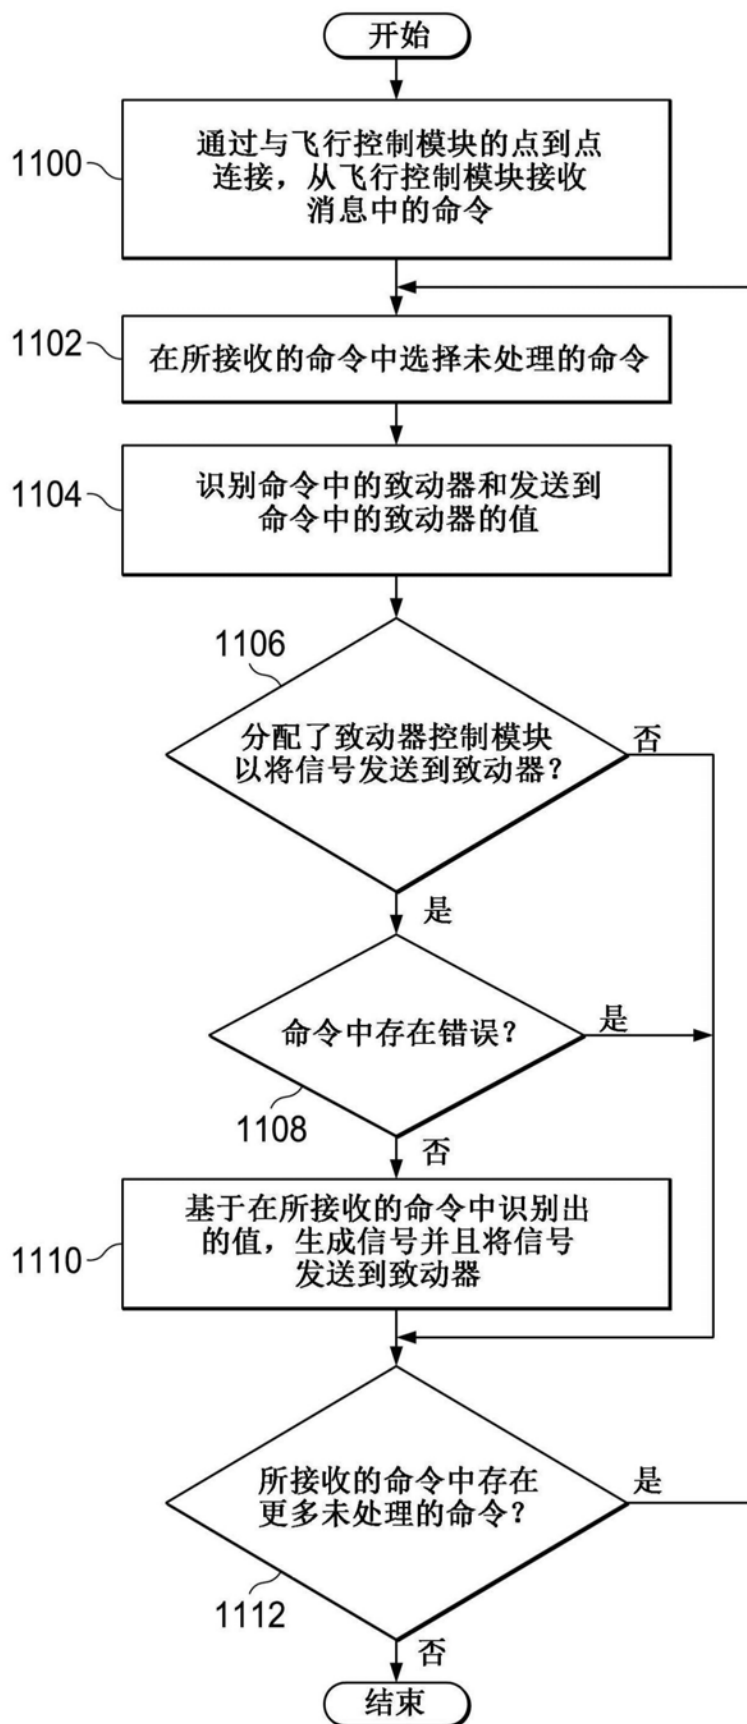 开始
1100
通过与飞行控制模块的点到点
连接，从飞行控制模块接收
消息中的命令
1102
在所接收的命令中选择未处理的命令
1104
识别命令中的致动器和发送到
命令中的致动器的值
1106
分配了致动器控制模块
以将信号发送到致动器？
否
是
命令中存在错误？
是
1108
否
1110
基于在所接收的命令中识别出
的值，生成信号并且将信号
发送到致动器
所接收的命令中存在
更多未处理的命令？
是
1112
否
结束